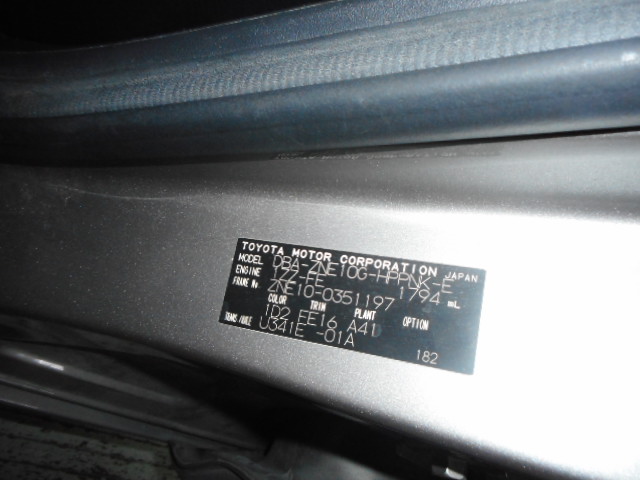 TOYOTA MOTOR CORPORATION JAPAN
MODEL DBA-ZNE10G-HPPNK-E
ENGINE 1ZZ-FE 1794 mL
FRAME No. ZNE10-0351197
COLOR TRIM PLANT OPTION
1D2 FE16 A41
TRANS/AXLE U341E -01A
182